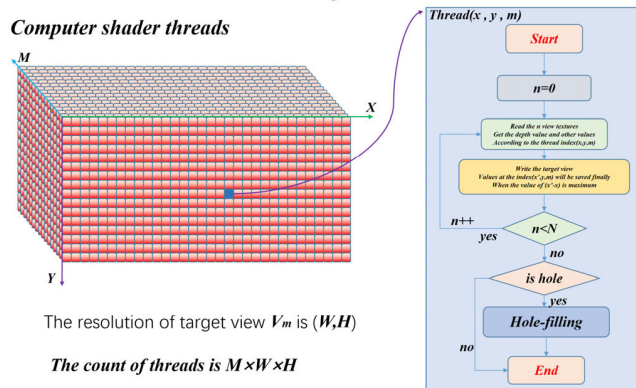 Computer shader threads
M
X
Y
The resolution of target view Vm is (W,H)
The count of threads is M×W×H
Thread(x , y , m)
Start
n=0
Read the n view textures
Get the depth value and other values
According to the thread index(x,y,m)
Write the target view
Values at the index(x',y,m) will be saved finally
When the value of (x'-x) is maximum
n++
yes
n<N
no
is hole
yes
Hole-filling
no
End